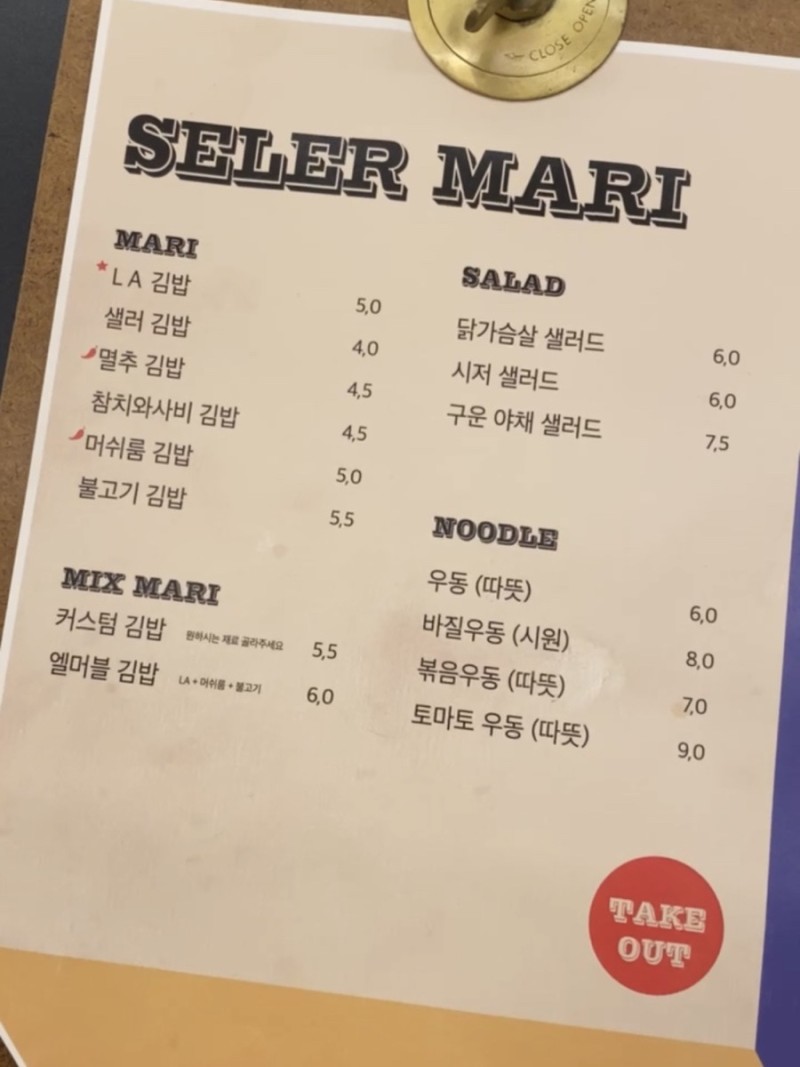 CLOSE OPEN
SELER MARI
MARI
LA 김밥 5,0
샐러 김밥 4,0
멸추 김밥 4,5
참치와사비 김밥 4,5
머쉬룸 김밥 5,0
불고기 김밥 5,5
MIX MARI
커스텀 김밥 원하시는 재료 골라주세요 5,5
엘머블 김밥 LA + 머쉬룸 + 불고기 6,0
SALAD
닭가슴살 샐러드 6,0
시저 샐러드 6,0
구운 야채 샐러드 7,5
NOODLE
우동 (따뜻) 6,0
바질우동 (시원) 8,0
볶음우동 (따뜻) 7,0
토마토 우동 (따뜻) 9,0
TAKE
OUT